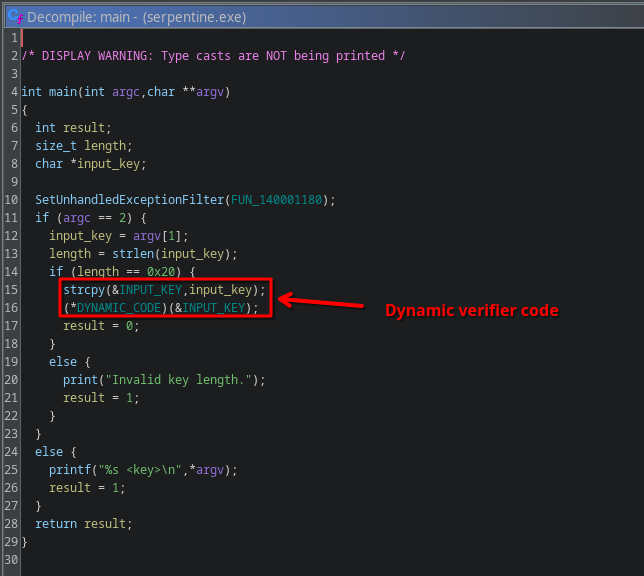 Decompile: main - (serpentine.exe)
1
2 /* DISPLAY WARNING: Type casts are NOT being printed */
3
4 int main(int argc,char **argv)
5 {
6 int result;
7 size_t length;
8 char *input_key;
9
10 SetUnhandledExceptionFilter(FUN_140001180);
11 if (argc == 2) {
12 input_key = argv[1];
13 length = strlen(input_key);
14 if (length == 0x20) {
15 strcpy(&INPUT_KEY,input_key);
16 (*DYNAMIC_CODE)(&INPUT_KEY);
Dynamic verifier code
17 result = 0;
18 }
19 else {
20 print("Invalid key length.");
21 result = 1;
22 }
23 }
24 else {
25 printf("%s <key>\n",*argv);
26 result = 1;
27 }
28 return result;
29 }
30